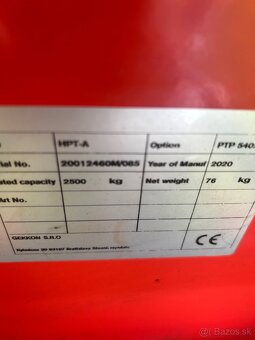 HPT-A Option PTP 540
ial No. 20012460M/085 Year of Manuf 2020
ated capacity 2500 kg Net weight 76 kg
Art No.
GEKKON S.R.O
CE
Bazos.sk